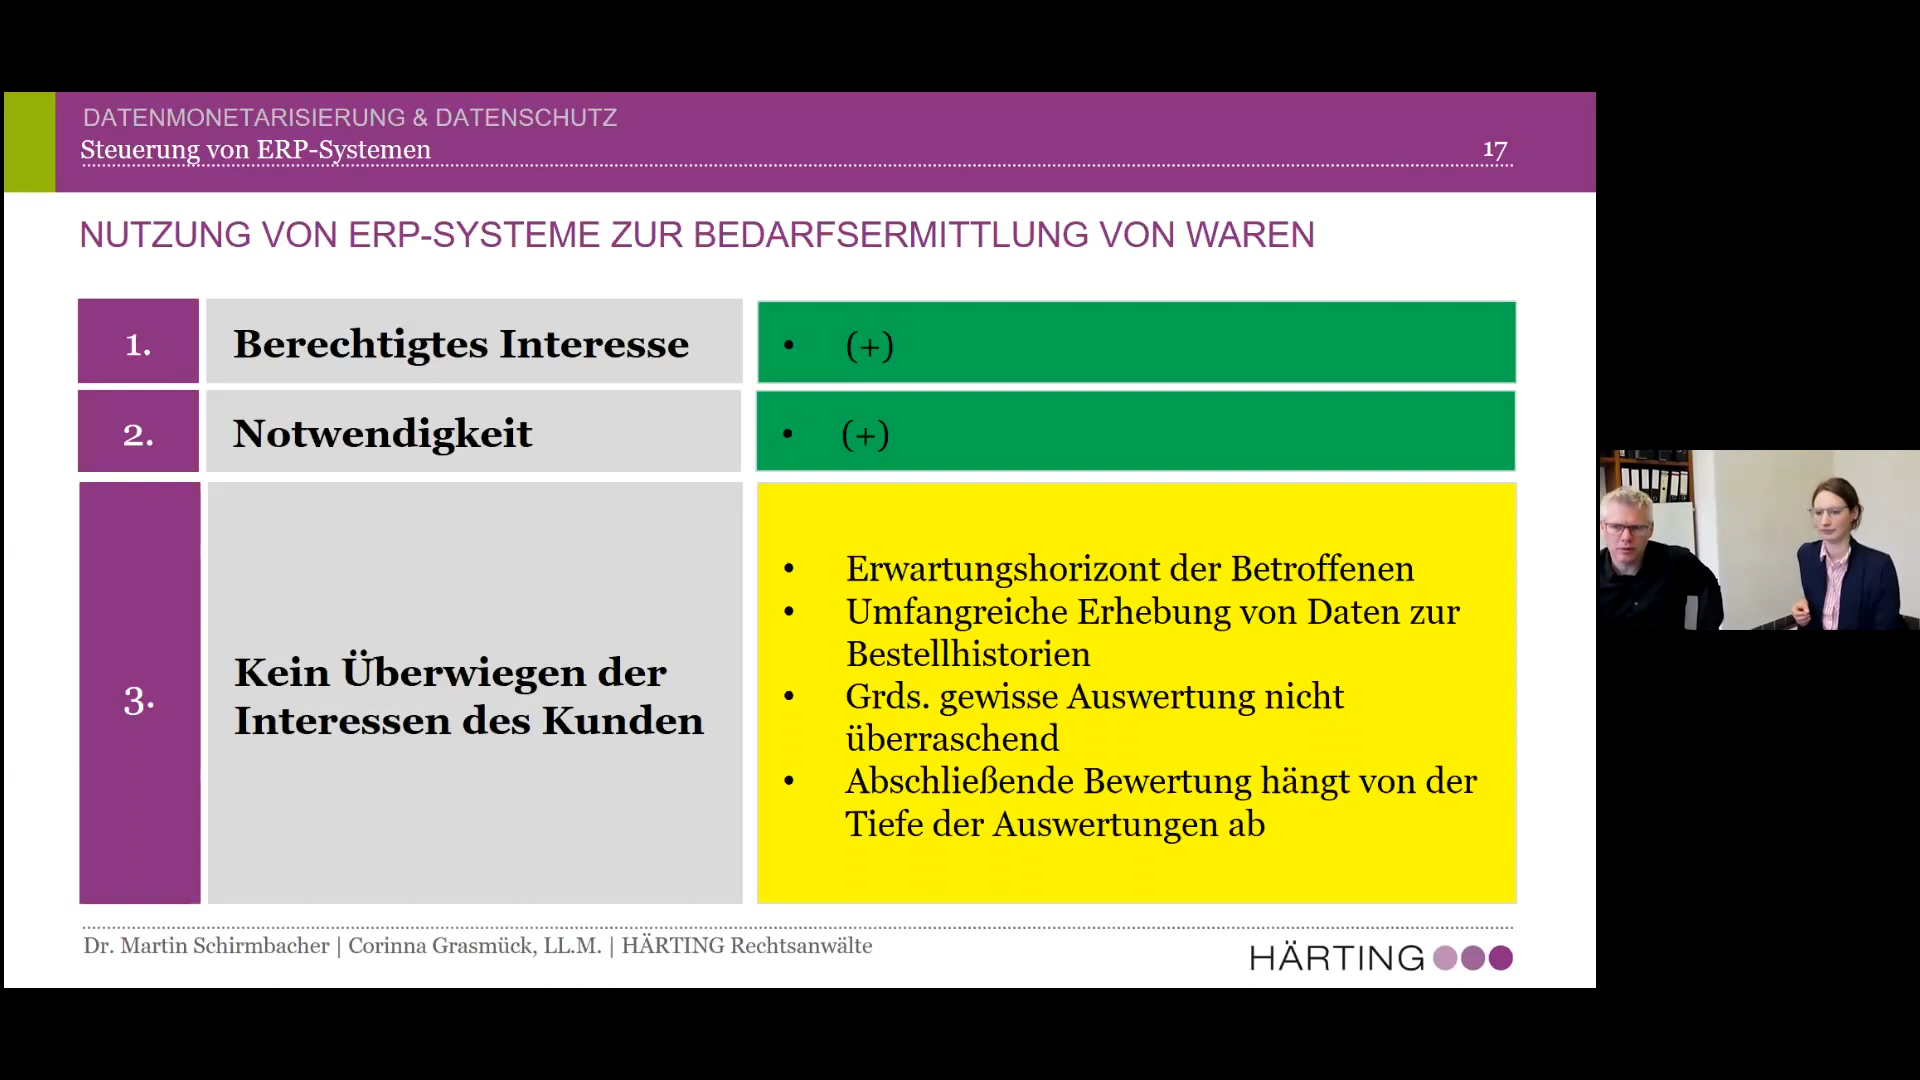 DATENMONETARISIERUNG & DATENSCHUTZ
Steuerung von ERP-Systemen
17
NUTZUNG VON ERP-SYSTEME ZUR BEDARFSERMITTLUNG VON WAREN
1.
Berechtigtes Interesse
• (+)
2.
Notwendigkeit
• (+)
3.
Kein Überwiegen der
Interessen des Kunden
• Erwartungshorizont der Betroffenen
• Umfangreiche Erhebung von Daten zur
Bestellhistorien
• Grds. gewisse Auswertung nicht
überraschend
• Abschließende Bewertung hängt von der
Tiefe der Auswertungen ab
Dr. Martin Schirmbacher | Corinna Grasmück, LL.M. | HÄRTING Rechtsanwälte
HÄRTING